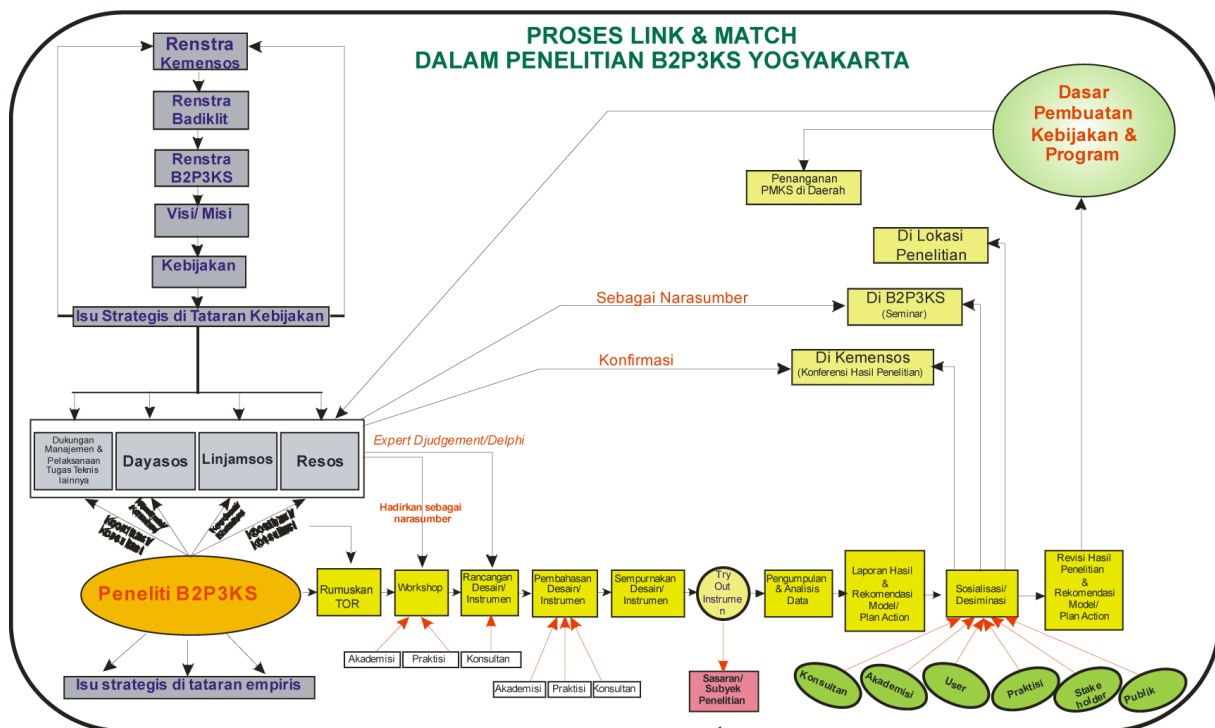 PROSES LINK & MATCH
DALAM PENELITIAN B2P3KS YOGYAKARTA
Renstra
Kemensos
Renstra
Badiklit
Renstra
B2P3KS
Visi/ Misi
Kebijakan
Isu Strategis di Tataran Kebijakan
Dasar
Pembuatan
Kebijakan &
Program
Penanganan
PMKS di Daerah
Di Lokasi
Penelitian
Sebagai Narasumber
Di B2P3KS
(Seminar)
Konfirmasi
Di Kemensos
(Konferensi Hasil Penelitian)
Dukungan
Manajemen &
Pelaksanaan
Tugas Teknis
lainnya
Dayasos
Linjamsos
Resos
Expert Djudgement/Delphi
Hadirkan sebagai
narasumber
Peneliti B2P3KS
Rumuskan
TOR
Workshop
Rancangan
Desain/
Instrumen
Pembahasan
Desain/
Instrumen
Sempurnakan
Desain/
Instrumen
Try
Out
Instrume
n
Pengumpulan
& Analisis
Data
Laporan Hasil
&
Rekomendasi
Model/
Plan Action
Sosialisasi/
Desiminasi
Revisi Hasil
Penelitian
&
Rekomendasi
Model/
Plan Action
Akademisi
Praktisi
Konsultan
Akademisi
Praktisi
Konsultan
Sasaran/
Subyek
Penelitian
Konsultan
Akademisi
User
Praktisi
Stake
holder
Publik
Isu strategis di tataran empiris